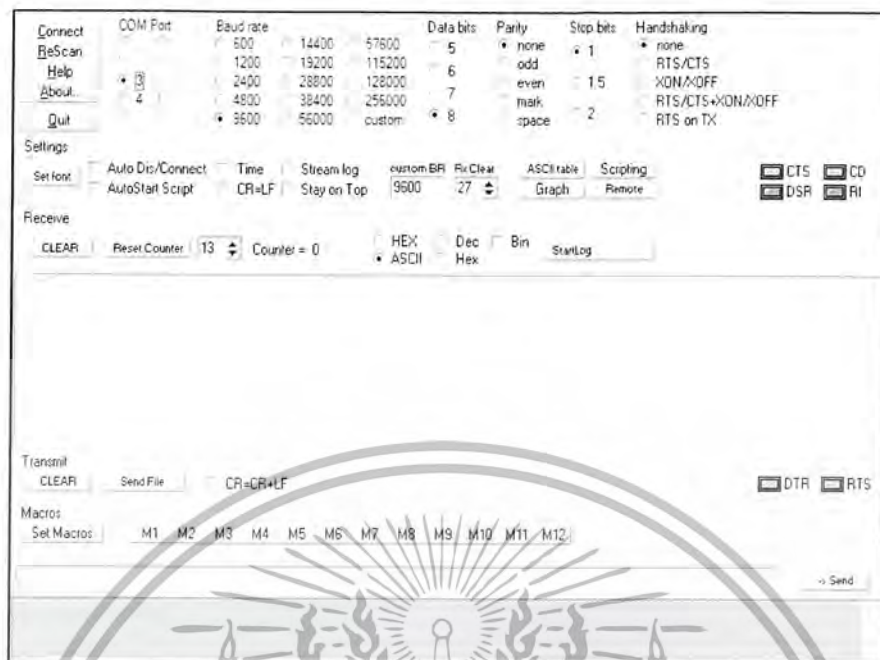 Connect
ReScan
Help
About..
Quit
COM Port
3
4
Baud rate
600 14400 57600
1200 19200 115200
2400 28800 128000
4800 38400 256000
9600 56000 custom
Data bits
5
6
7
8
Parity
none
odd
even
mark
space
Stop bits
1
1.5
2
Handshaking
none
RTS/CTS
XON/XOFF
RTS/CTS+XON/XOFF
RTS on TX
Settings
Set font
Auto Dis/Connect Time Stream log
AutoStart Script CR=LF Stay on Top
custom BR Rx Clear
9600 27
ASCII table Scripting
Graph Remote
CTS CD
DSR RI
Receive
CLEAR Reset Counter 13 Counter = 0
HEX Dec Bin
ASCII Hex
StartLog
Transmit
CLEAR Send File CR=CR+LF
DTR RTS
Macros
Set Macros M1 M2 M3 M4 M5 M6 M7 M8 M9 M10 M11 M12
-> Send